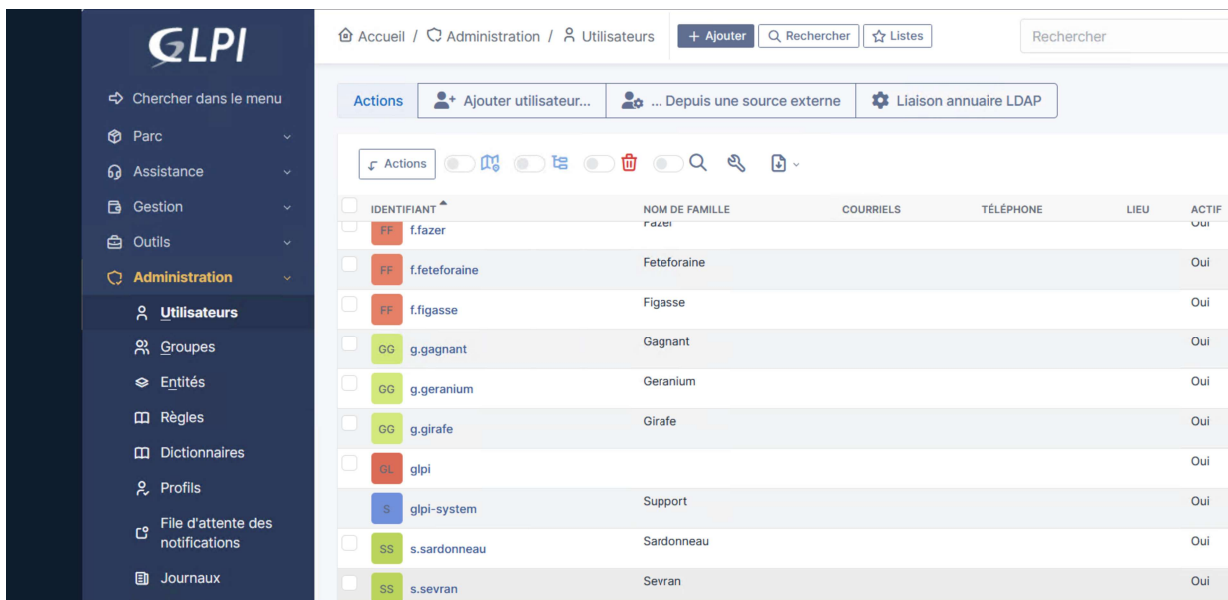 GLPI
Accueil / Administration / Utilisateurs
+ Ajouter
Rechercher
Listes
Rechercher
Chercher dans le menu
Parc
Assistance
Gestion
Outils
Administration
Utilisateurs
Groupes
Entités
Règles
Dictionnaires
Profils
File d'attente des
notifications
Journaux
Actions
Ajouter utilisateur...
... Depuis une source externe
Liaison annuaire LDAP
Actions
IDENTIFIANT NOM DE FAMILLE COURRIELS TÉLÉPHONE LIEU ACTIF
FF f.fazer Fazer Oui
FF f.feteforaine Feteforaine Oui
FF f.figasse Figasse Oui
GG g.gagnant Gagnant Oui
GG g.geranium Geranium Oui
GG g.girafe Girafe Oui
GL glpi Oui
S glpi-system Support Oui
SS s.sardonneau Sardonneau Oui
SS s.sevran Sevran Oui